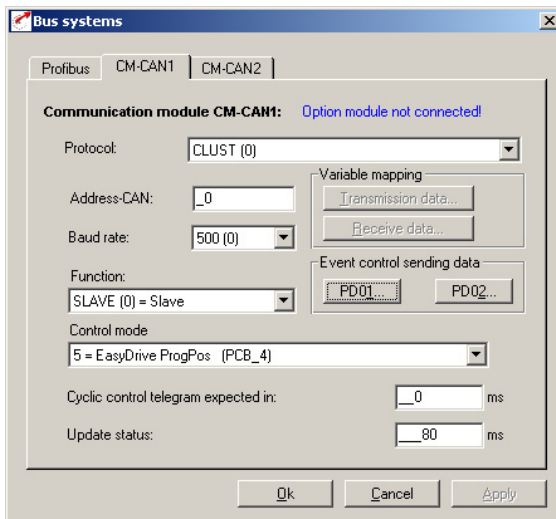 Bus systems
Profibus CM-CAN1 CM-CAN2
Communication module CM-CAN1: Option module not connected!
Protocol: CLUST (0)
Variable mapping
Address-CAN: _0 Transmission data...
Baud rate: 500 (0) Receive data...
Event control sending data
Function: PDO1... PDO2...
SLAVE (0) = Slave
Control mode
5 = EasyDrive ProgPos (PCB_4)
Cyclic control telegram expected in: __0 ms
Update status: ___80 ms
Ok Cancel Apply